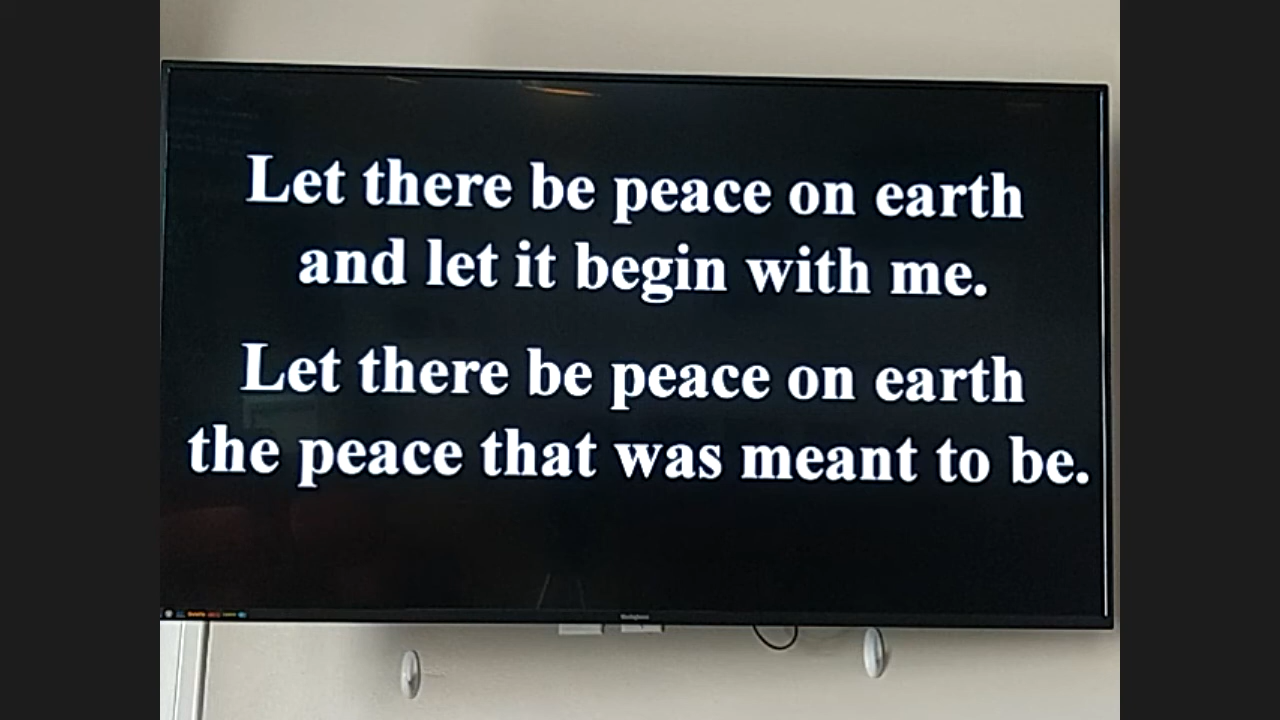 Let there be peace on earth
and let it begin with me.
Let there be peace on earth
the peace that was meant to be.